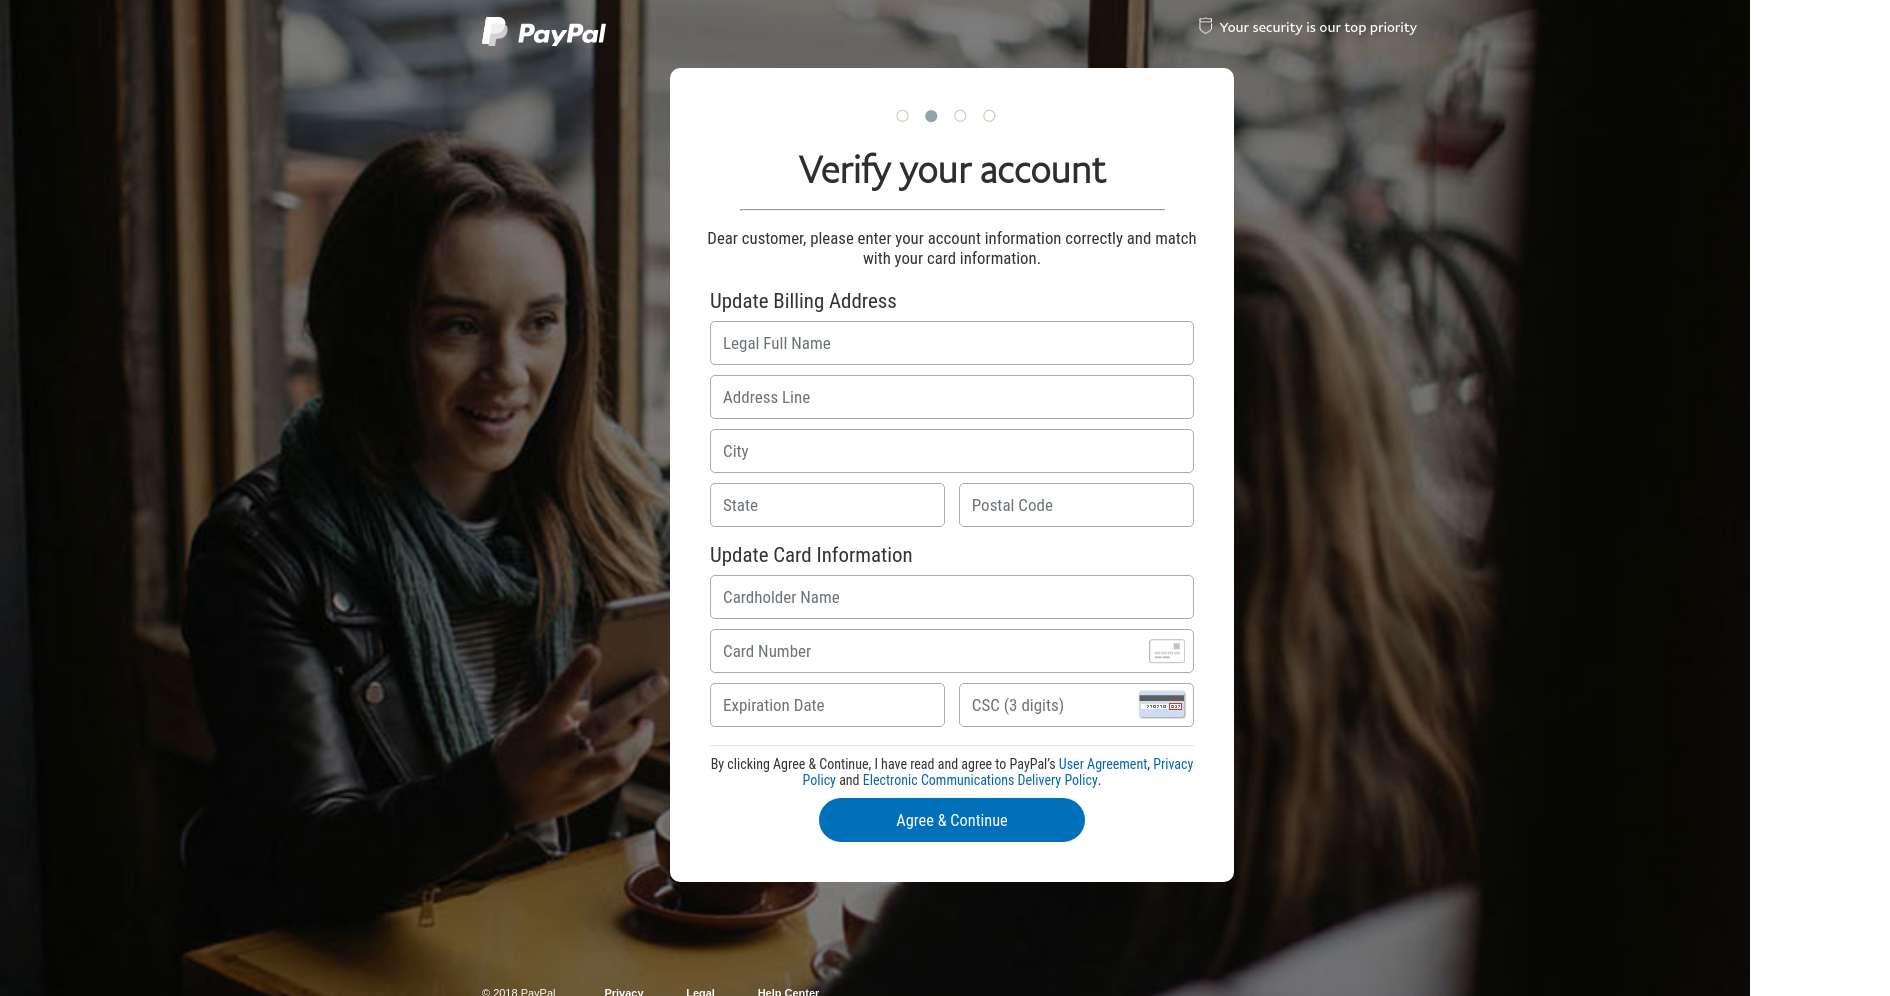 PayPal
Your security is our top priority
Verify your account
Dear customer, please enter your account information correctly and match
with your card information.
Update Billing Address
Legal Full Name
Address Line
City
State
Postal Code
Update Card Information
Cardholder Name
Card Number
Expiration Date
CSC (3 digits)
By clicking Agree & Continue, I have read and agree to PayPal's User Agreement, Privacy
Policy and Electronic Communications Delivery Policy.
Agree & Continue
© 2018 PayPal Privacy Legal Help Center